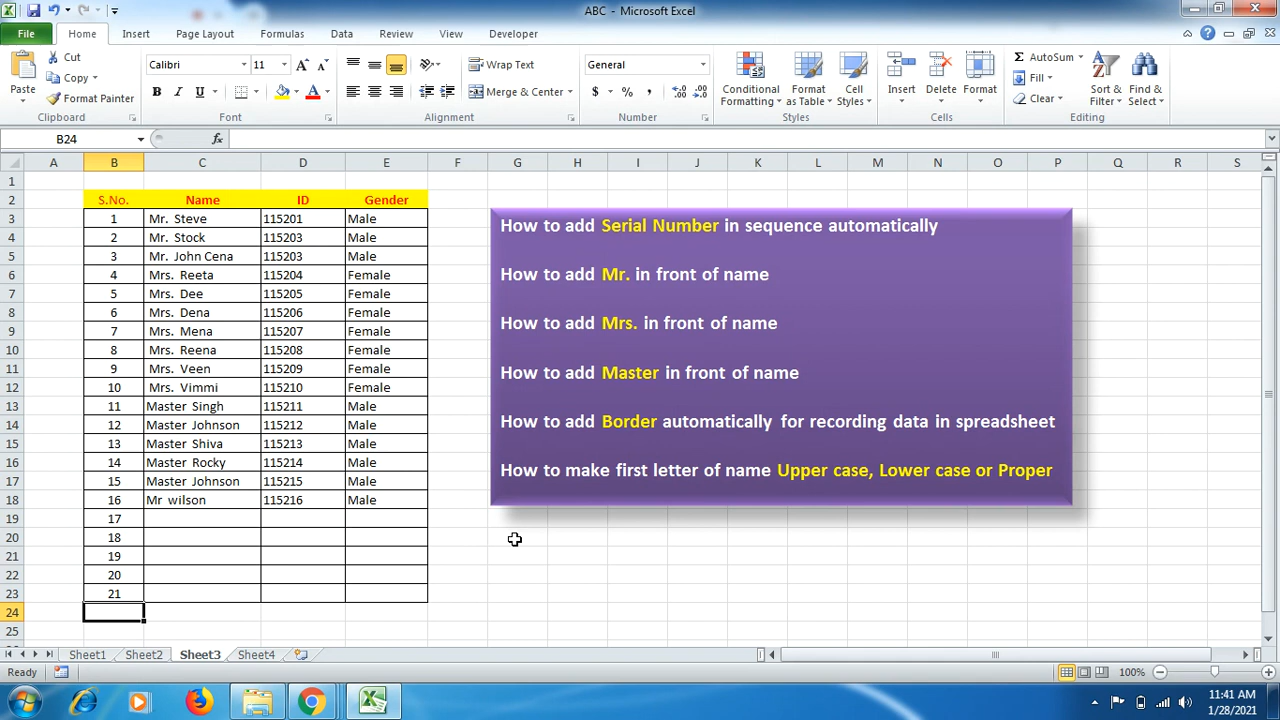 ABC - Microsoft Excel
File Home Insert Page Layout Formulas Data Review View Developer
Cut
Copy
Format Painter
Paste
Clipboard
Calibri 11
B I U
Font
Wrap Text
Merge & Center
Alignment
General
$ % ,
Number
Conditional Formatting
Format as Table
Cell Styles
Styles
Insert Delete Format
Cells
AutoSum
Fill
Clear
Sort & Filter
Find & Select
Editing
B24 fx
A B C D E F G H I J K L M N O P Q R S
1
2 S.No. Name ID Gender
3 1 Mr. Steve 115201 Male
4 2 Mr. Stock 115203 Male
5 3 Mr. John Cena 115203 Male
6 4 Mrs. Reeta 115204 Female
7 5 Mrs. Dee 115205 Female
8 6 Mrs. Dena 115206 Female
9 7 Mrs. Mena 115207 Female
10 8 Mrs. Reena 115208 Female
11 9 Mrs. Veen 115209 Female
12 10 Mrs. Vimmi 115210 Female
13 11 Master Singh 115211 Male
14 12 Master Johnson 115212 Male
15 13 Master Shiva 115213 Male
16 14 Master Rocky 115214 Male
17 15 Master Johnson 115215 Male
18 16 Mr wilson 115216 Male
19 17
20 18
21 19
22 20
23 21
24
25
How to add Serial Number in sequence automatically
How to add Mr. in front of name
How to add Mrs. in front of name
How to add Master in front of name
How to add Border automatically for recording data in spreadsheet
How to make first letter of name Upper case, Lower case or Proper
Sheet1 Sheet2 Sheet3 Sheet4
Ready 100%
11:41 AM
1/28/2021